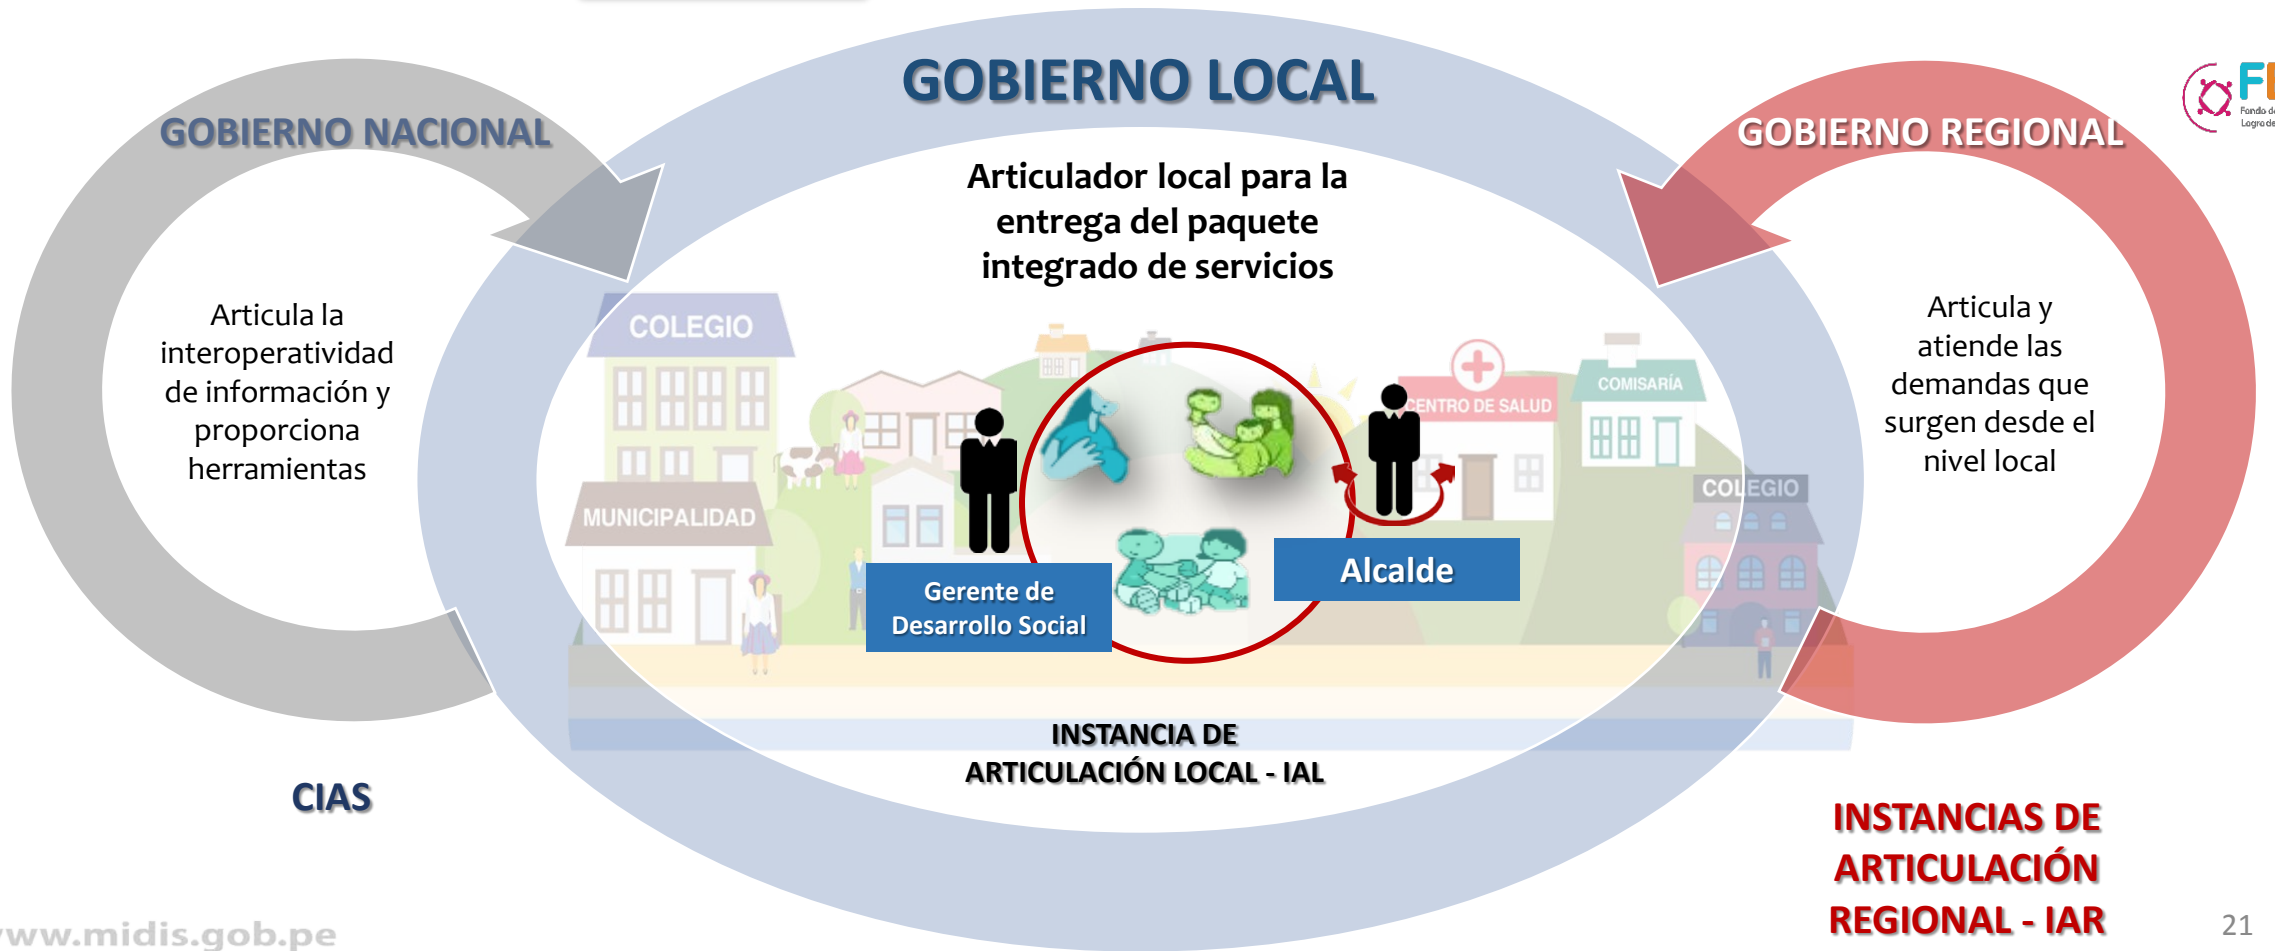 GOBIERNO LOCAL
GOBIERNO NACIONAL
GOBIERNO REGIONAL
Fondo
Articulador local para la
entrega del paquete
integrado de servicios
Articula la
interoperatividad
de información y
proporciona
herramientas
Articula y
atiende las
demandas que
surgen desde el
nivel local
COLEGIO
CENTRO DE SALUD
COMISARÍA
COLEGIO
MUNICIPALIDAD
Gerente de
Desarrollo Social
Alcalde
INSTANCIA DE
ARTICULACIÓN LOCAL - IAL
CIAS
INSTANCIAS DE
ARTICULACIÓN
REGIONAL - IAR
www.midis.gob.pe
21